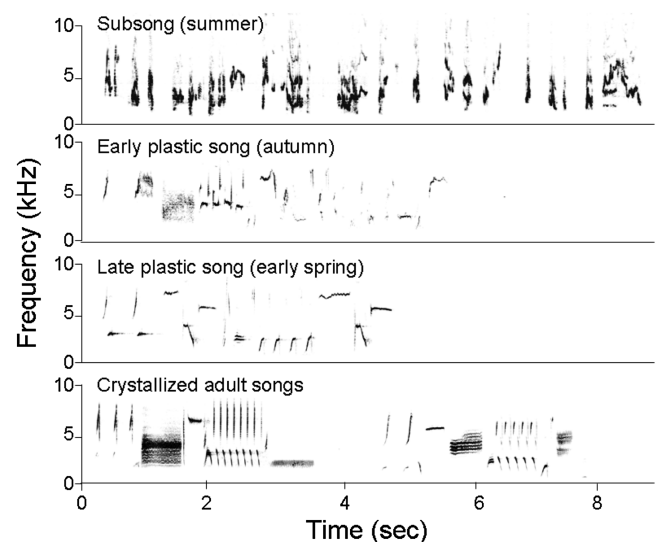 Subsong (summer)
10
5
0
Early plastic song (autumn)
10
5
0
Late plastic song (early spring)
10
5
0
Crystallized adult songs
10
5
0
Frequency (kHz)
0 2 4 6 8
Time (sec)